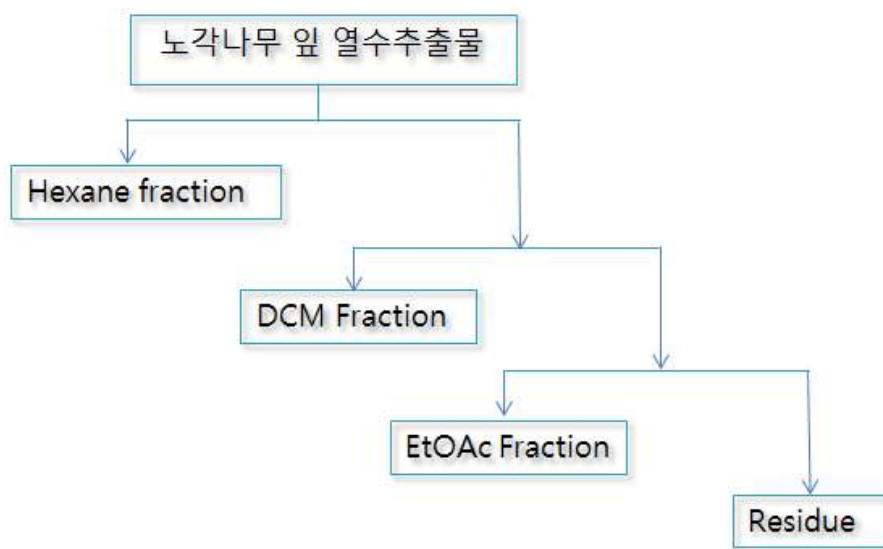 노각나무 잎 열수추출물
Hexane fraction
DCM Fraction
EtOAc Fraction
Residue